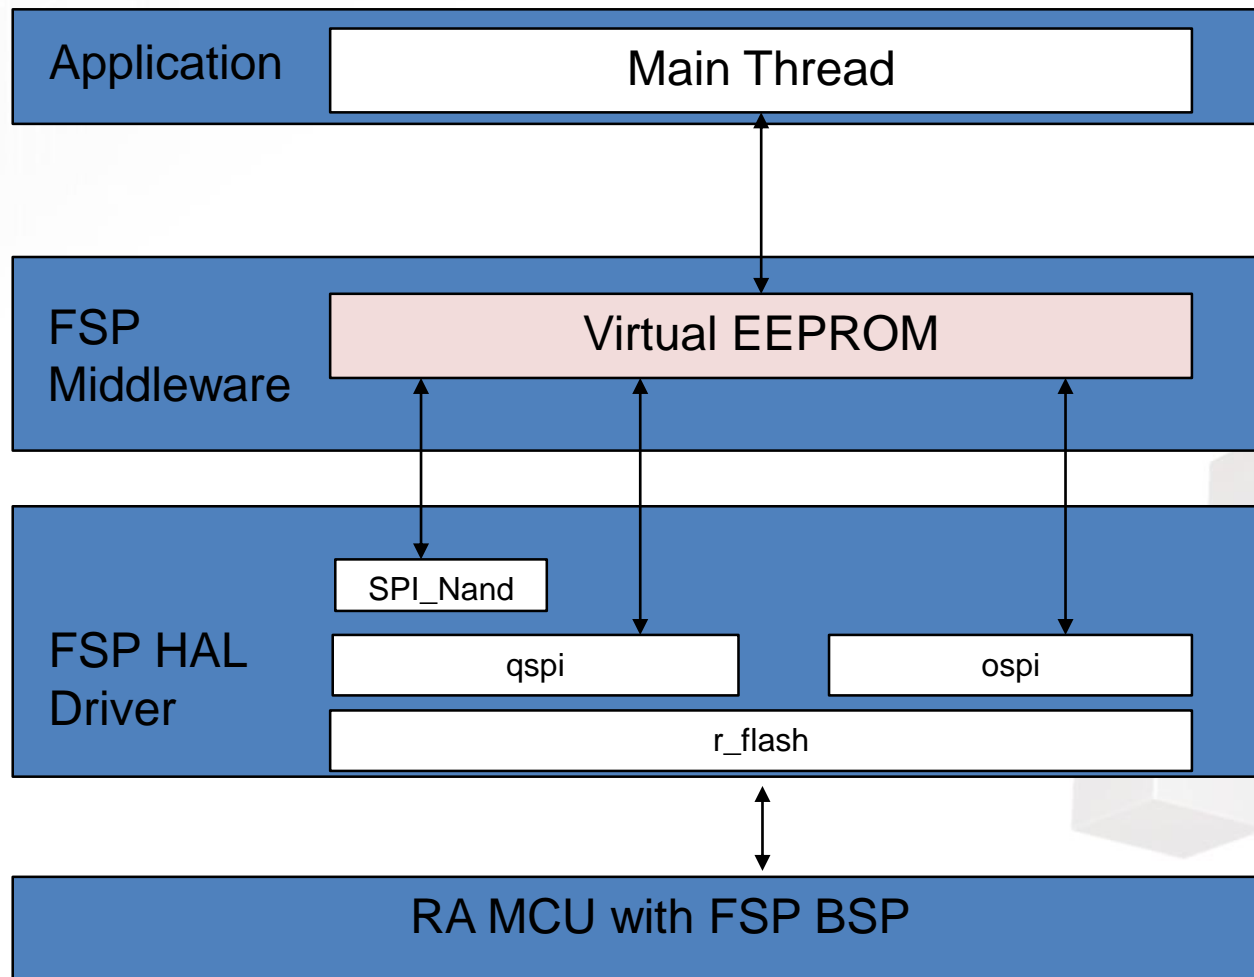 Application
Main Thread
FSP
Middleware
Virtual EEPROM
SPI_Nand
FSP HAL
Driver
qspi
ospi
r_flash
RA MCU with FSP BSP